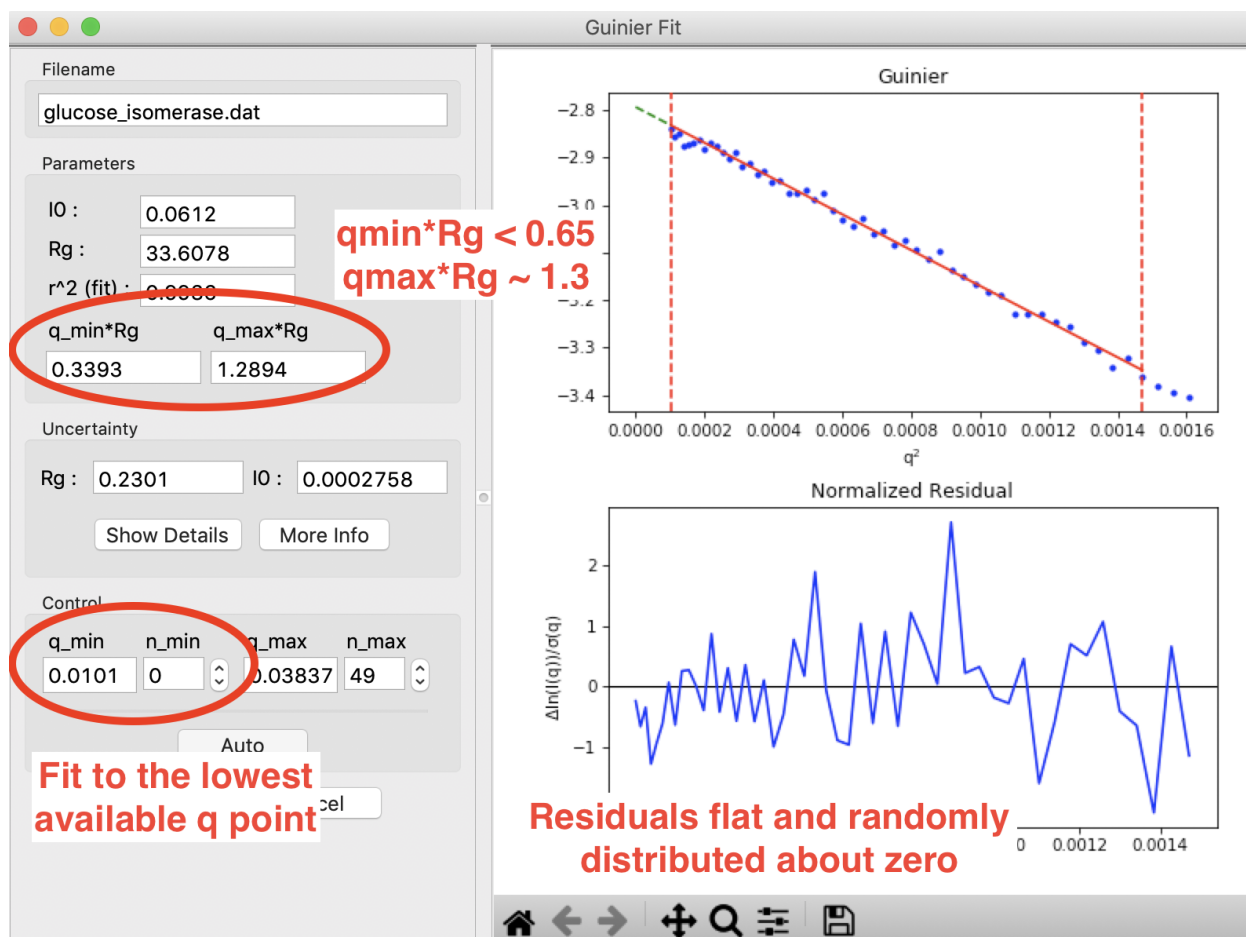 Guinier Fit
Filename
glucose_isomerase.dat
Parameters
I0 :
0.0612
Rg :
33.6078
r^2 (fit) :
q_min*Rg
q_max*Rg
0.3393
1.2894
qmin*Rg < 0.65
qmax*Rg ~ 1.3
Uncertainty
Rg :
0.2301
I0 :
0.0002758
Show Details
More Info
Control
q_min
n_min
q_max
n_max
0.0101
0
0.03837
49
Auto
Fit to the lowest
available q point
Guinier
−2.8
−2.9
−3.0
−3.2
−3.3
−3.4
0.0000 0.0002 0.0004 0.0006 0.0008 0.0010 0.0012 0.0014 0.0016
q²
Normalized Residual
Δln(I(q))/σ(q)
2
1
0
−1
0.0012 0.0014
Residuals flat and randomly
distributed about zero